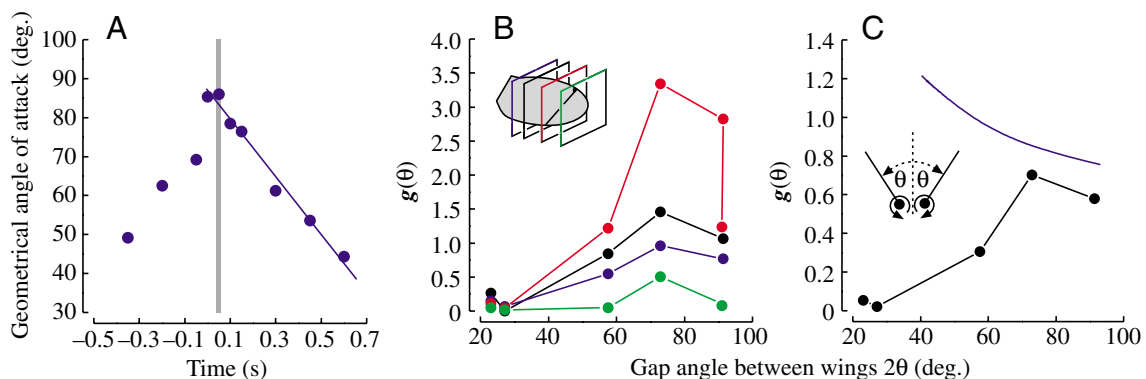 A
B
C
Geometrical angle of attack (deg.)
100
90
80
70
60
50
40
30
−0.5 −0.3 −0.1 0.1 0.3 0.5 0.7
Time (s)
g(θ)
4.0
3.5
3.0
2.5
2.0
1.5
1.0
0.5
0
20 40 60 80 100
g(θ)
1.4
1.2
1.0
0.8
0.6
0.4
0.2
0
θ θ
20 40 60 80 100
Gap angle between wings 2θ (deg.)